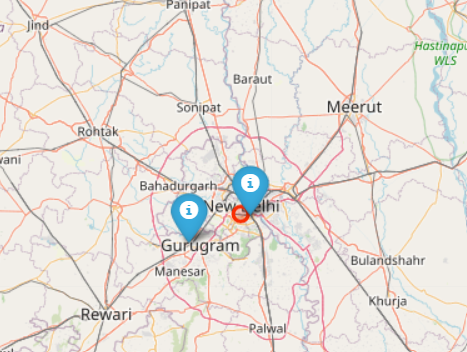 Panipat
Jind
Hastinapu
WLS
Baraut
Meerut
Sonipat
Rohtak
wani
Bahadurgarh
New Delhi
Gurugram
Manesar
Bulandshahr
Khurja
Rewari
Palwal